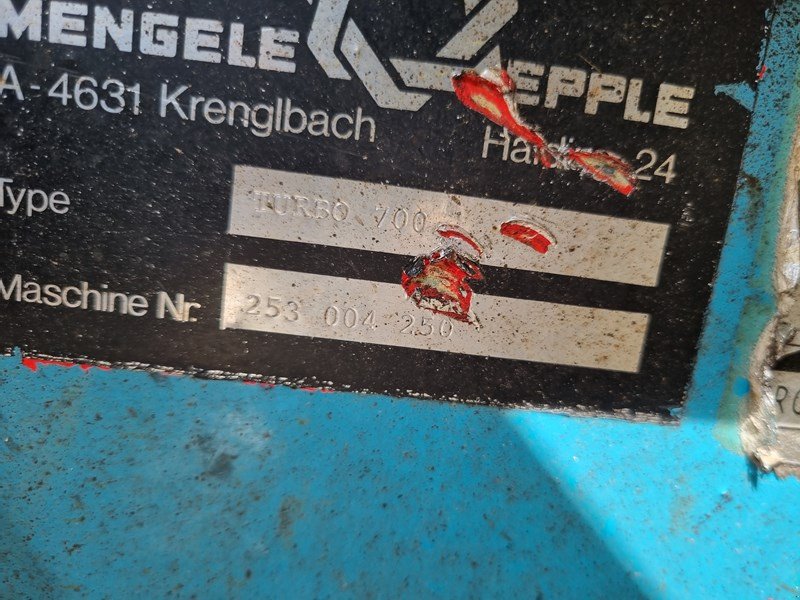 MENGELE EPPLE
A-4631 Krenglbach
24
Type TURBO 700
Maschine Nr. 253 004 250